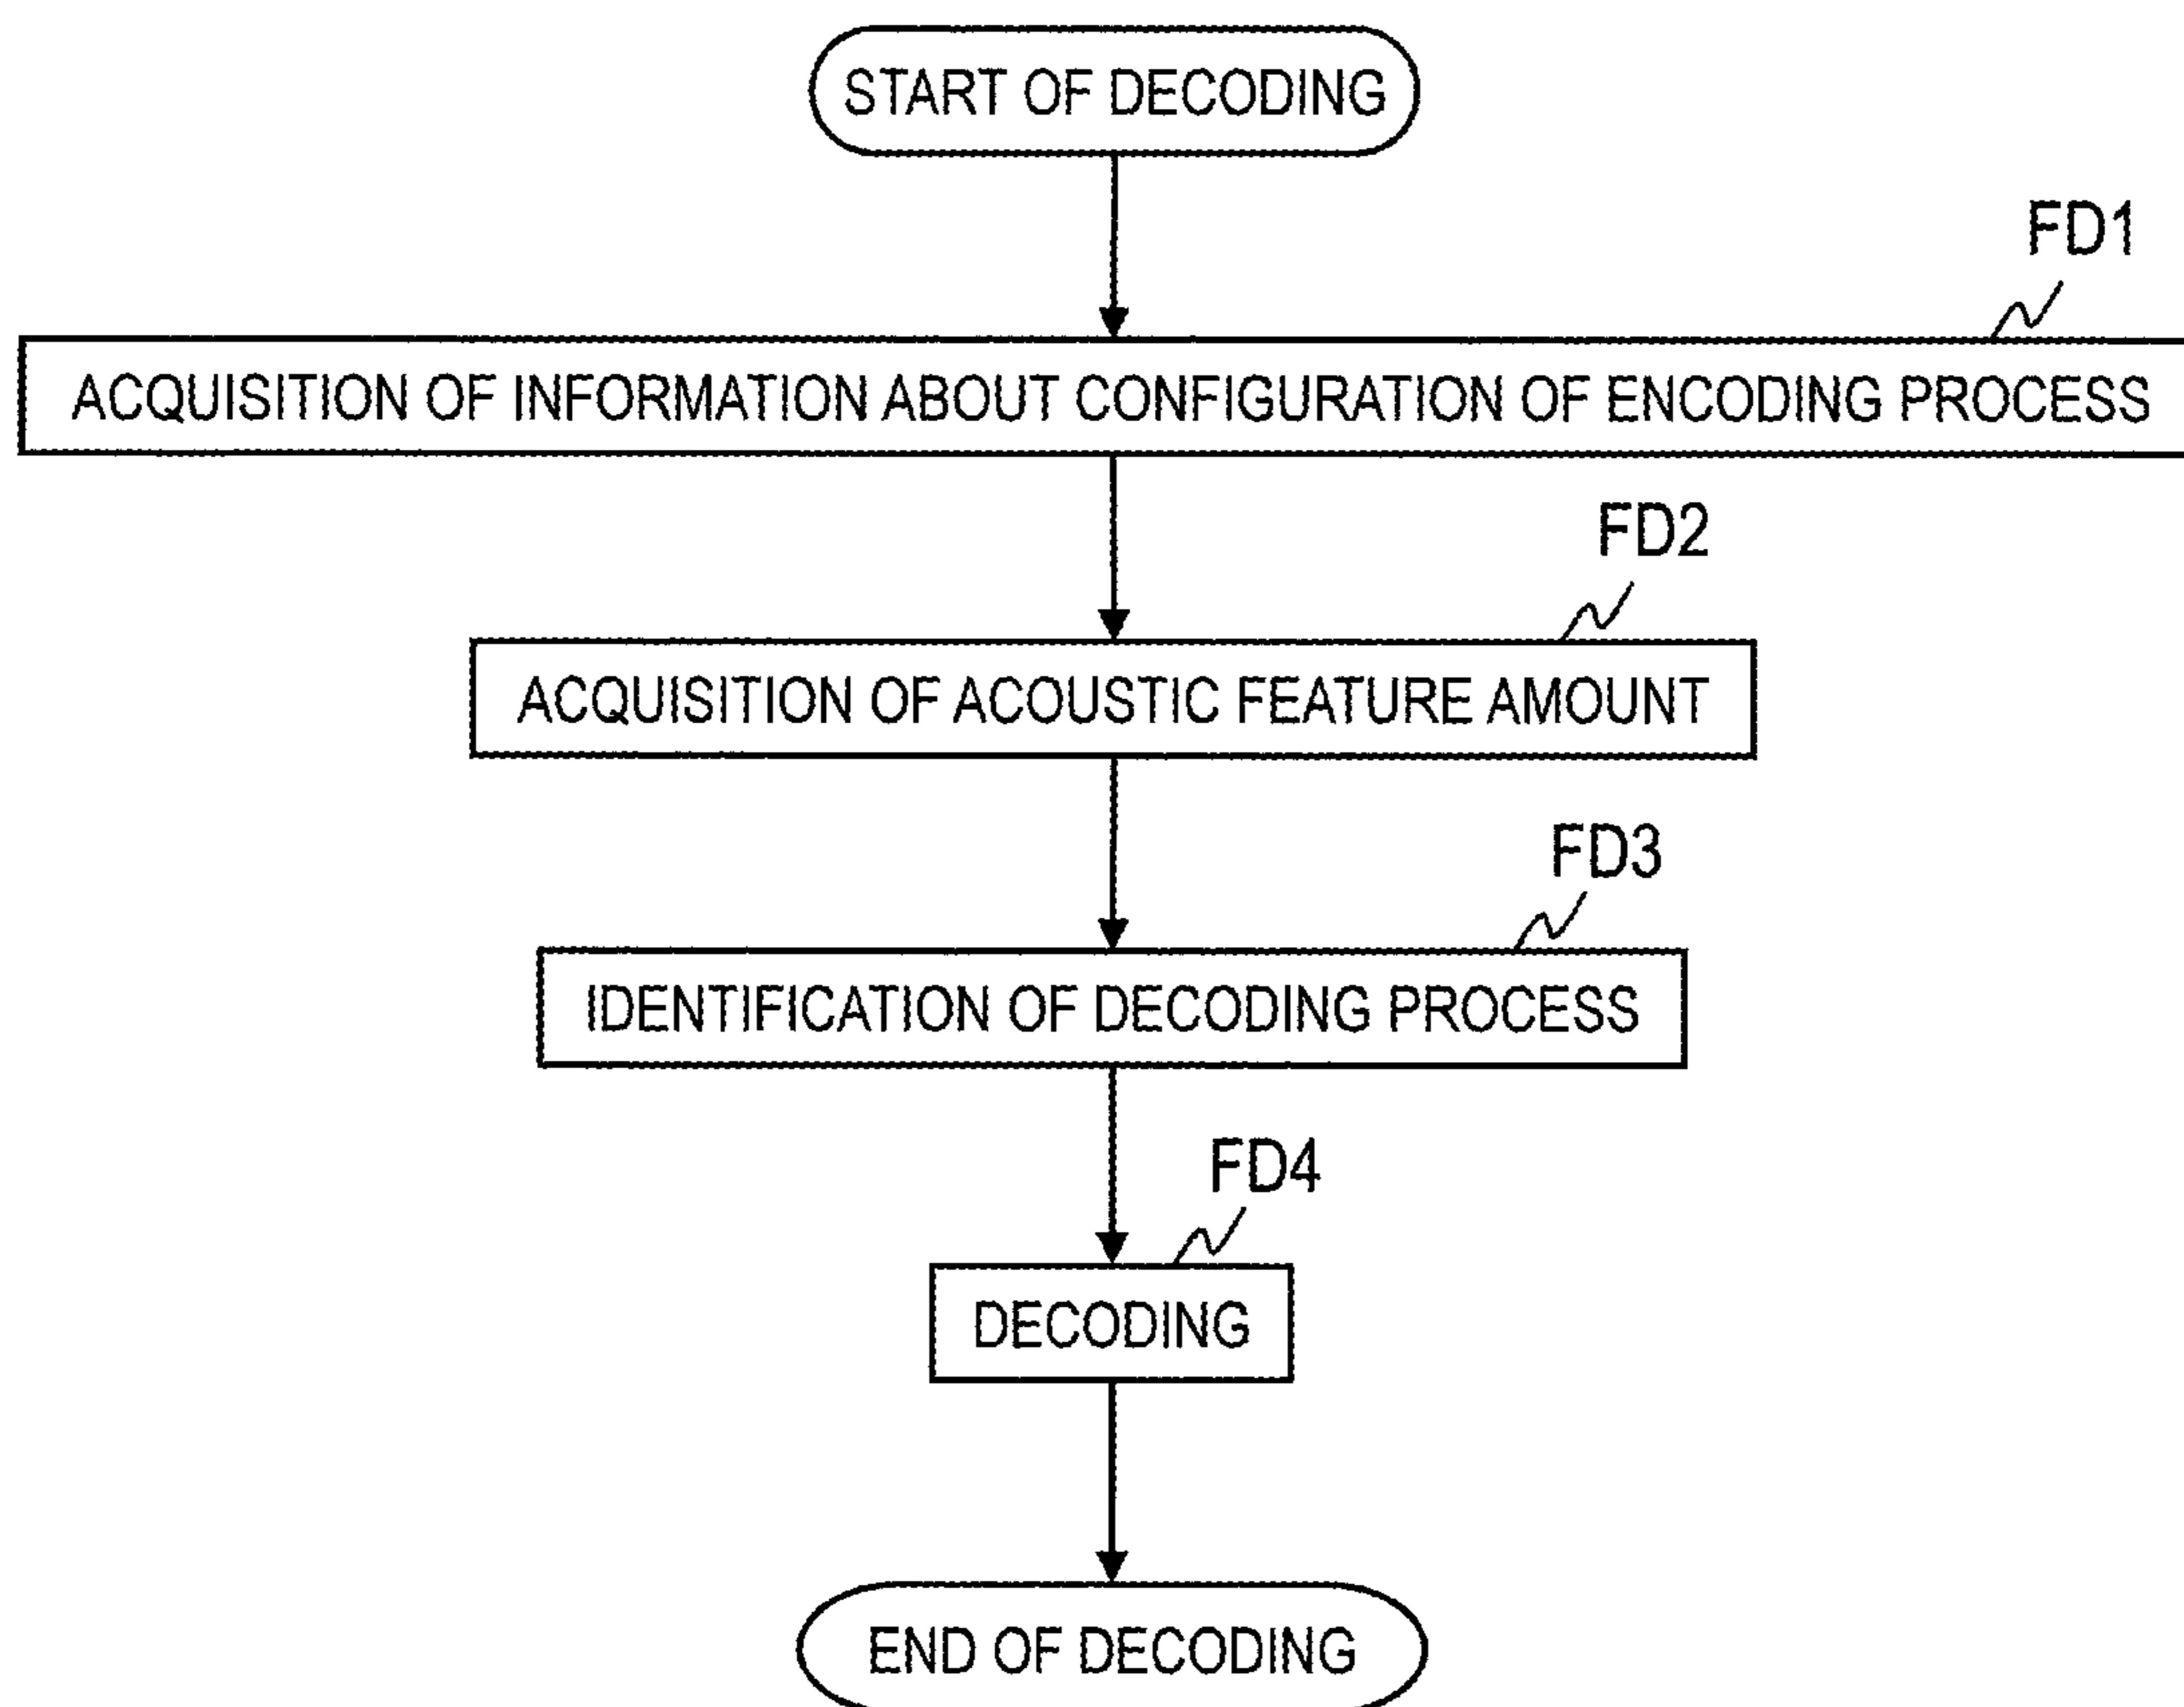 START OF DECODING
FD1
ACQUISITION OF INFORMATION ABOUT CONFIGURATION OF ENCODING PROCESS
FD2
ACQUISITION OF ACOUSTIC FEATURE AMOUNT
FD3
IDENTIFICATION OF DECODING PROCESS
FD4
DECODING
END OF DECODING